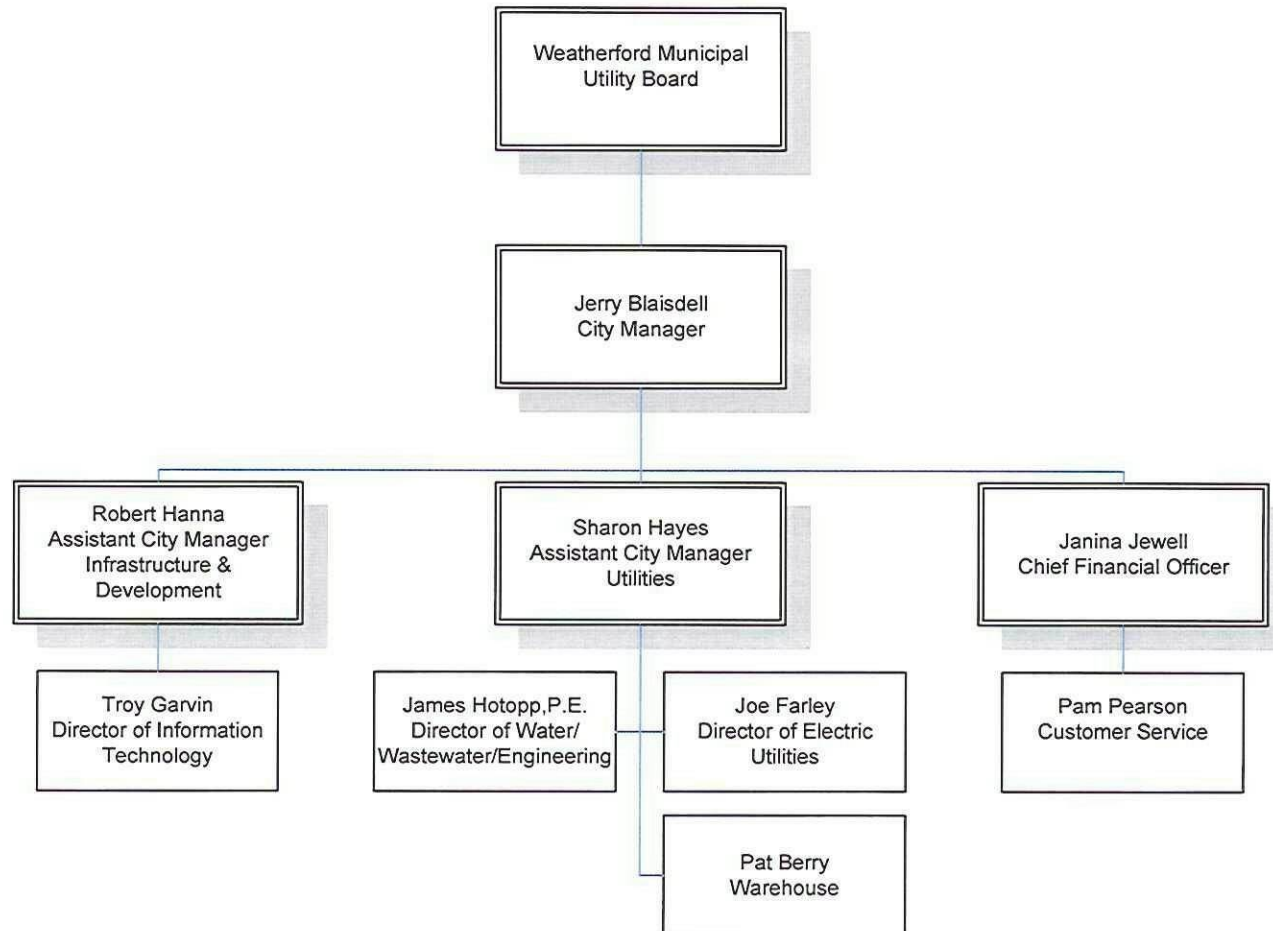 Weatherford Municipal
Utility Board
Jerry Blaisdell
City Manager
Robert Hanna
Assistant City Manager
Infrastructure &
Development
Sharon Hayes
Assistant City Manager
Utilities
Janina Jewell
Chief Financial Officer
Troy Garvin
Director of Information
Technology
James Hotopp,P.E.
Director of Water/
Wastewater/Engineering
Joe Farley
Director of Electric
Utilities
Pam Pearson
Customer Service
Pat Berry
Warehouse